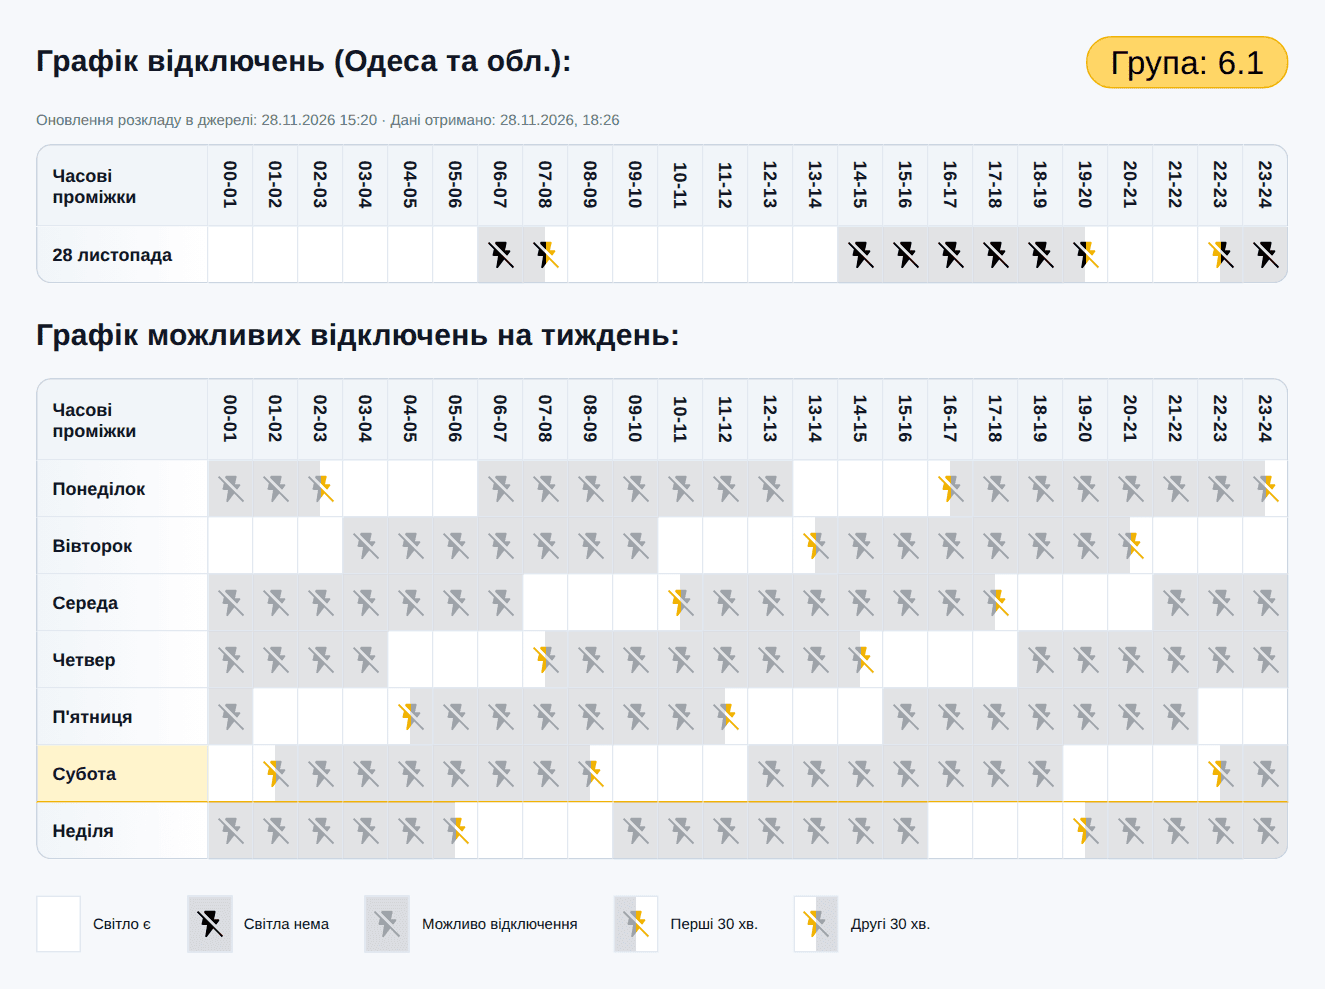 Графік відключень (Одеса та обл.):
Група: 6.1
Оновлення розкладу в джерелі: 28.11.2026 15:20 · Дані отримано: 28.11.2026, 18:26
Часові проміжки 00-01 01-02 02-03 03-04 04-05 05-06 06-07 07-08 08-09 09-10 10-11 11-12 12-13 13-14 14-15 15-16 16-17 17-18 18-19 19-20 20-21 21-22 22-23 23-24
28 листопада
Графік можливих відключень на тиждень:
Часові проміжки 00-01 01-02 02-03 03-04 04-05 05-06 06-07 07-08 08-09 09-10 10-11 11-12 12-13 13-14 14-15 15-16 16-17 17-18 18-19 19-20 20-21 21-22 22-23 23-24
Понеділок
Вівторок
Середа
Четвер
П'ятниця
Субота
Неділя
Світло є Світла нема Можливо відключення Перші 30 хв. Другі 30 хв.